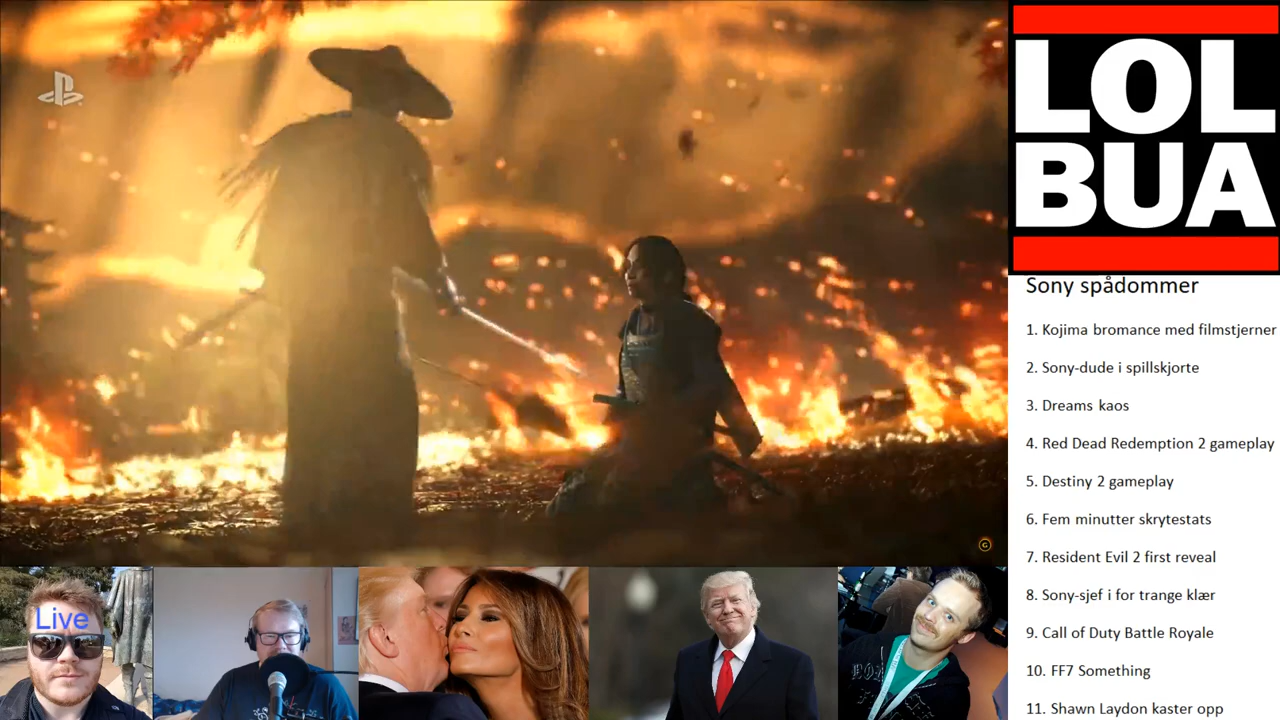 LOL
BUA
Sony spådommer
1. Kojima bromance med filmstjerner
2. Sony-dude i spillskjorte
3. Dreams kaos
4. Red Dead Redemption 2 gameplay
5. Destiny 2 gameplay
6. Fem minutter skrytestats
7. Resident Evil 2 first reveal
8. Sony-sjef i for trange klær
9. Call of Duty Battle Royale
10. FF7 Something
11. Shawn Laydon kaster opp
Live